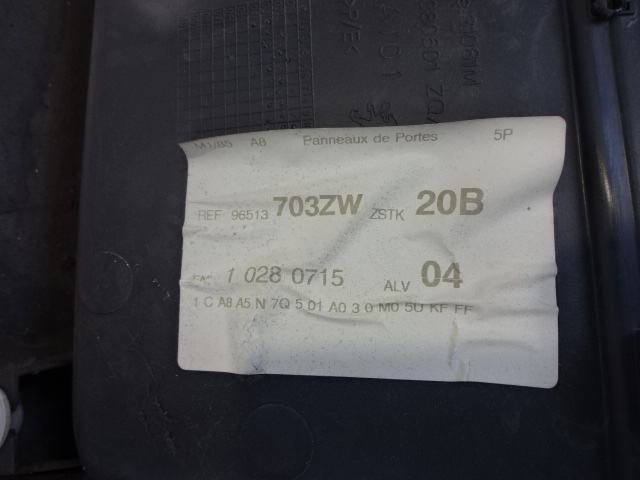 >P/E<
M1/85 A8 Panneaux de Portes 5P
REF 96513 703ZW ZSTK 20B
1 028 0715 ALV 04
1 C A8 A5 N 7Q 5 01 A0 3 0 M0 5U KF FF